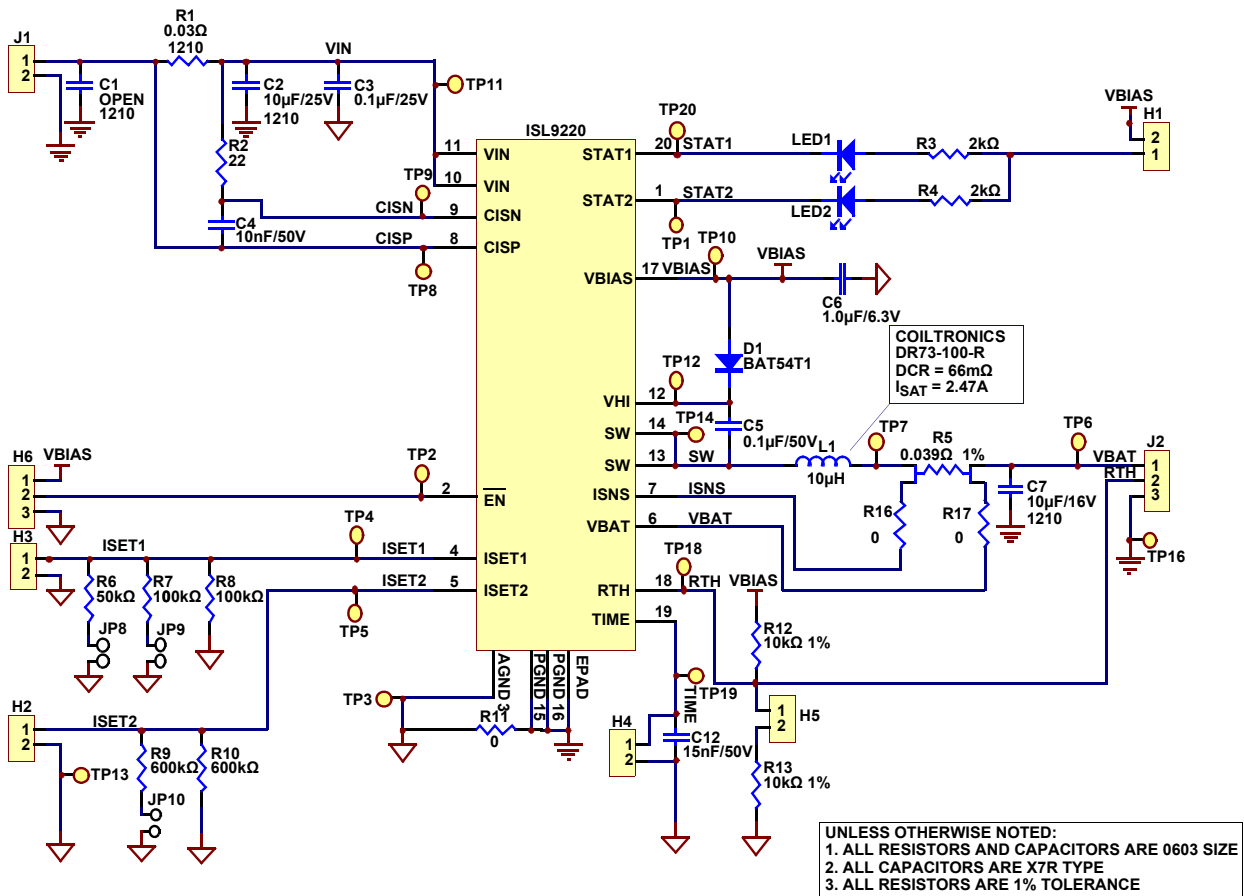 J1
1
2
R1
0.03Ω
1210
VIN
C1
OPEN
1210
C2
10µF/25V
1210
C3
0.1µF/25V
TP11
R2
22
TP9
CISN
C4
10nF/50V
CISP
TP8
ISL9220
11 VIN
10 VIN
9 CISN
8 CISP
STAT1 20 STAT1
TP20
STAT2 1 STAT2
TP1
LED1
R3 2kΩ
LED2
R4 2kΩ
VBIAS
H1
2
1
TP10
VBIAS 17 VBIAS
VBIAS
C6
1.0µF/6.3V
D1
BAT54T1
TP12
VHI 12
TP14
SW 14
SW 13 SW
C5
0.1µF/50V
COILTRONICS
DR73-100-R
DCR = 66mΩ
ISAT = 2.47A
L1
10µH
TP7
R5
0.039Ω 1%
TP6
J2
VBAT 1
RTH 2
3
C7
10µF/16V
1210
TP16
ISNS 7 ISNS
VBAT 6 VBAT
R16
0
R17
0
TP18
RTH 18 RTH
TIME 19
VBIAS
R12
10kΩ 1%
TP19
TIME
H4
1
2
C12
15nF/50V
H5
1
2
R13
10kΩ 1%
H6
VBIAS
1
2
3
TP2
2 EN
H3
1
2
ISET1
TP4
ISET1
4 ISET1
ISET2
5 ISET2
TP5
R6
50kΩ
R7
100kΩ
R8
100kΩ
JP8
JP9
H2
1
2
ISET2
TP13
R9
600kΩ
R10
600kΩ
JP10
TP3
AGND 3
PGND 15
PGND 16
EPAD
R11
0
UNLESS OTHERWISE NOTED:
1. ALL RESISTORS AND CAPACITORS ARE 0603 SIZE
2. ALL CAPACITORS ARE X7R TYPE
3. ALL RESISTORS ARE 1% TOLERANCE